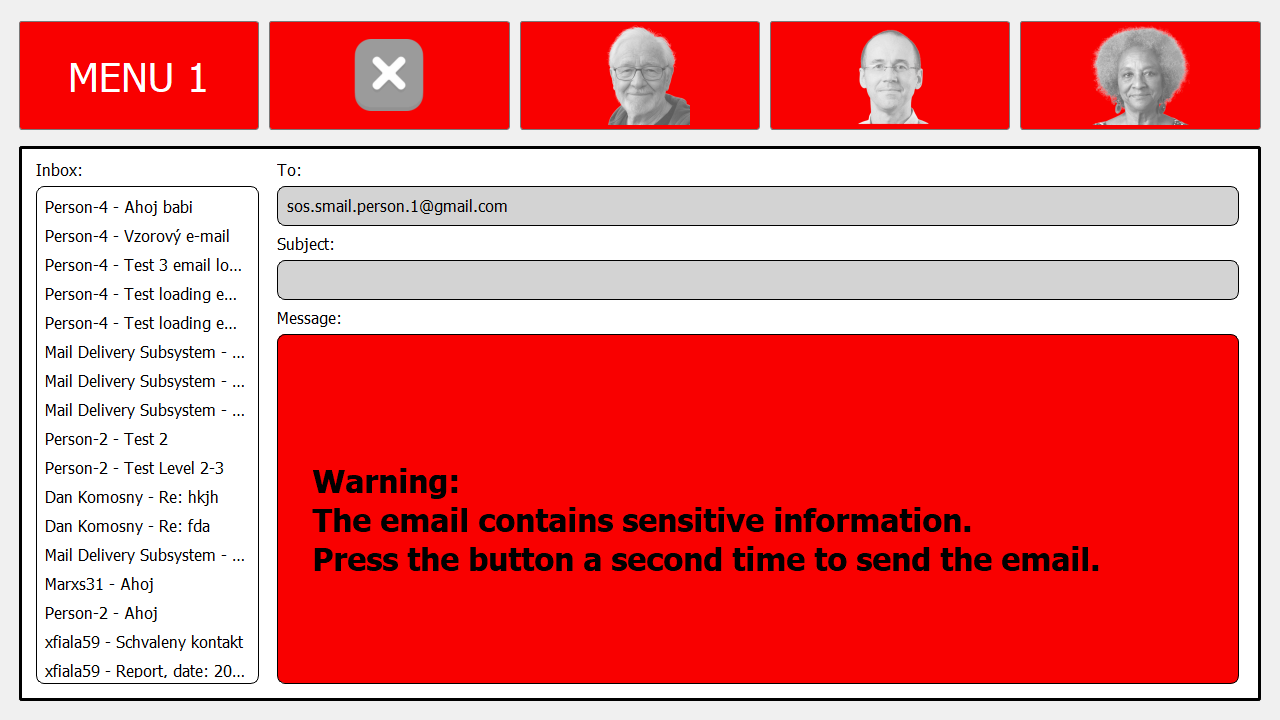 MENU 1
Inbox:
Person-4 - Ahoj babi
Person-4 - Vzorový e-mail
Person-4 - Test 3 email lo...
Person-4 - Test loading e...
Person-4 - Test loading e...
Mail Delivery Subsystem - ...
Mail Delivery Subsystem - ...
Mail Delivery Subsystem - ...
Person-2 - Test 2
Person-2 - Test Level 2-3
Dan Komosny - Re: hkjh
Dan Komosny - Re: fda
Mail Delivery Subsystem - ...
Marxs31 - Ahoj
Person-2 - Ahoj
xfiala59 - Schvaleny kontakt
xfiala59 - Report, date: 20...
To:
sos.smail.person.1@gmail.com
Subject:
Message:
Warning:
The email contains sensitive information.
Press the button a second time to send the email.